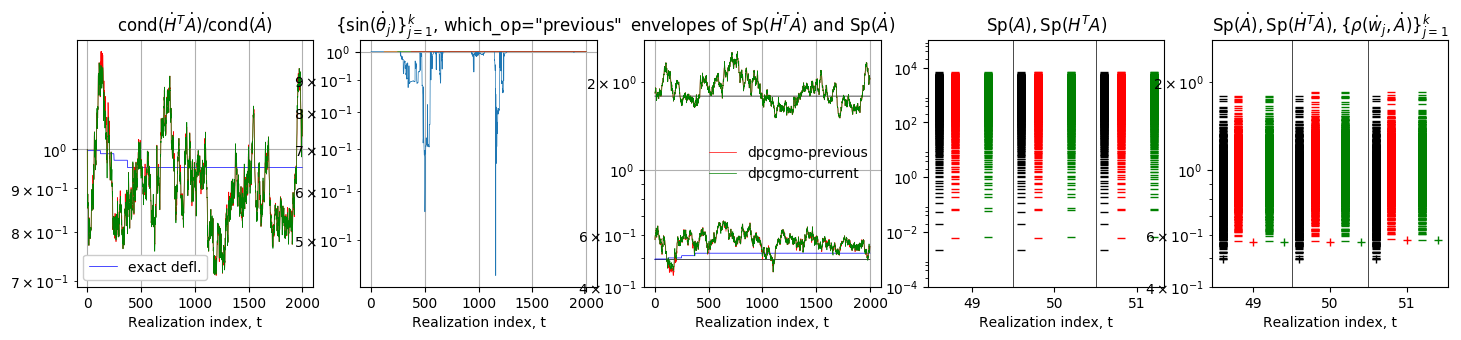 cond(Ḣ^T Ȧ)/cond(Ȧ)
10^0
9 × 10^−1
8 × 10^−1
7 × 10^−1
exact defl.
0 500 1000 1500 2000
Realization index, t
{sin(θ̇_j)}_{j=1}^k, which_op="previous"
10^0
9 × 10^−1
8 × 10^−1
7 × 10^−1
6 × 10^−1
5 × 10^−1
0 500 1000 1500 2000
Realization index, t
envelopes of Sp(Ḣ^T Ȧ) and Sp(Ȧ)
2 × 10^0
10^0
6 × 10^−1
4 × 10^−1
dpcgmo-previous
dpcgmo-current
0 500 1000 1500 2000
Realization index, t
Sp(A), Sp(H^T A)
10^4
10^2
10^0
10^−2
10^−4
49 50 51
Realization index, t
Sp(Ȧ), Sp(Ḣ^T Ȧ), {ρ(ẇ_j, Ȧ)}_{j=1}^k
2 × 10^0
10^0
6 × 10^−1
4 × 10^−1
49 50 51
Realization index, t